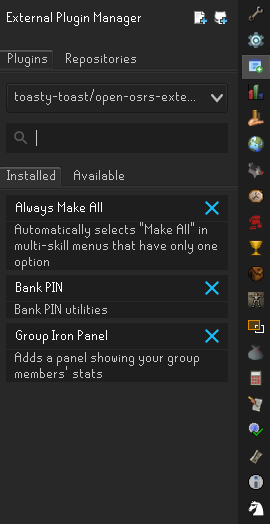 External Plugin Manager
Plugins Repositories
toasty-toast/open-osrs-exte...
Installed Available
Always Make All
Automatically selects "Make All" in
multi-skill menus that have only one
option
Bank PIN
Bank PIN utilities
Group Iron Panel
Adds a panel showing your group
members' stats